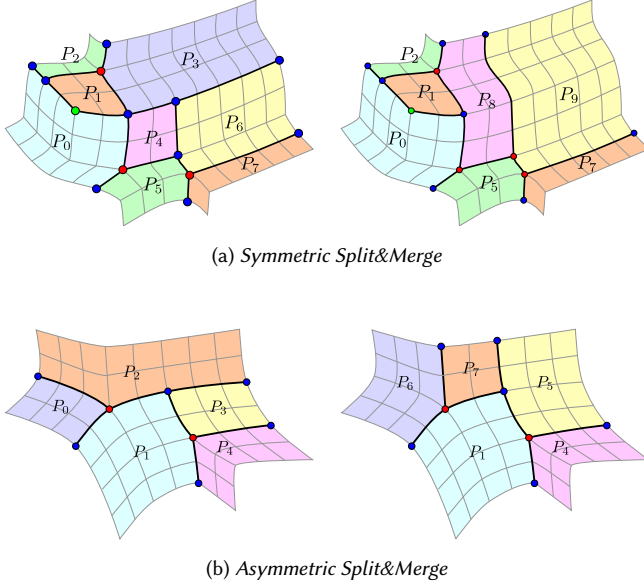 P₂ P₃
P₁
P₀ P₄ P₆
P₅ P₇
P₂
P₁ P₈ P₉
P₀
P₅ P₇
(a) Symmetric Split&Merge
P₂
P₀ P₃
P₁ P₄
P₆ P₇ P₅
P₁ P₄
(b) Asymmetric Split&Merge